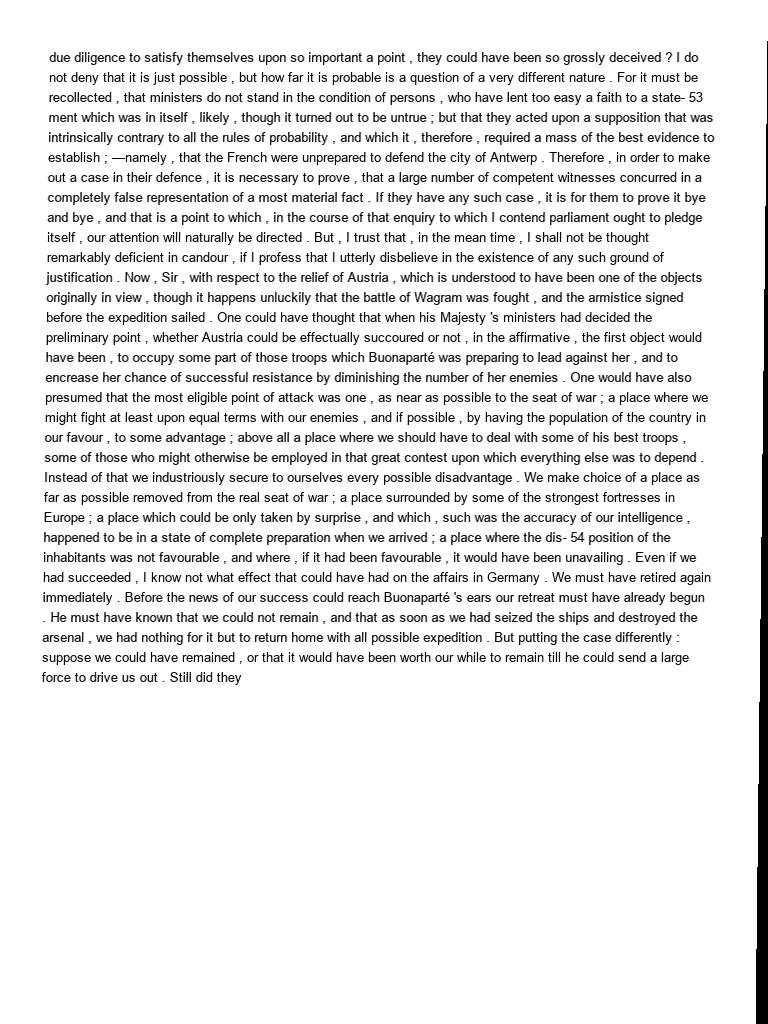 due diligence to satisfy themselves upon so important a point , they could have been so grossly deceived ? I do
not deny that it is just possible , but how far it is probable is a question of a very different nature . For it must be
recollected , that ministers do not stand in the condition of persons , who have lent too easy a faith to a state- 53
ment which was in itself , likely , though it turned out to be untrue ; but that they acted upon a supposition that was
intrinsically contrary to all the rules of probability , and which it , therefore , required a mass of the best evidence to
establish ; —namely , that the French were unprepared to defend the city of Antwerp . Therefore , in order to make
out a case in their defence , it is necessary to prove , that a large number of competent witnesses concurred in a
completely false representation of a most material fact . If they have any such case , it is for them to prove it bye
and bye , and that is a point to which , in the course of that enquiry to which I contend parliament ought to pledge
itself , our attention will naturally be directed . But , I trust that , in the mean time , I shall not be thought
remarkably deficient in candour , if I profess that I utterly disbelieve in the existence of any such ground of
justification . Now , Sir , with respect to the relief of Austria , which is understood to have been one of the objects
originally in view , though it happens unluckily that the battle of Wagram was fought , and the armistice signed
before the expedition sailed . One could have thought that when his Majesty 's ministers had decided the
preliminary point , whether Austria could be effectually succoured or not , in the affirmative , the first object would
have been , to occupy some part of those troops which Buonaparté was preparing to lead against her , and to
encrease her chance of successful resistance by diminishing the number of her enemies . One would have also
presumed that the most eligible point of attack was one , as near as possible to the seat of war ; a place where we
might fight at least upon equal terms with our enemies , and if possible , by having the population of the country in
our favour , to some advantage ; above all a place where we should have to deal with some of his best troops ,
some of those who might otherwise be employed in that great contest upon which everything else was to depend .
Instead of that we industriously secure to ourselves every possible disadvantage . We make choice of a place as
far as possible removed from the real seat of war ; a place surrounded by some of the strongest fortresses in
Europe ; a place which could be only taken by surprise , and which , such was the accuracy of our intelligence ,
happened to be in a state of complete preparation when we arrived ; a place where the dis- 54 position of the
inhabitants was not favourable , and where , if it had been favourable , it would have been unavailing . Even if we
had succeeded , I know not what effect that could have had on the affairs in Germany . We must have retired again
immediately . Before the news of our success could reach Buonaparté 's ears our retreat must have already begun
. He must have known that we could not remain , and that as soon as we had seized the ships and destroyed the
arsenal , we had nothing for it but to return home with all possible expedition . But putting the case differently :
suppose we could have remained , or that it would have been worth our while to remain till he could send a large
force to drive us out . Still did they